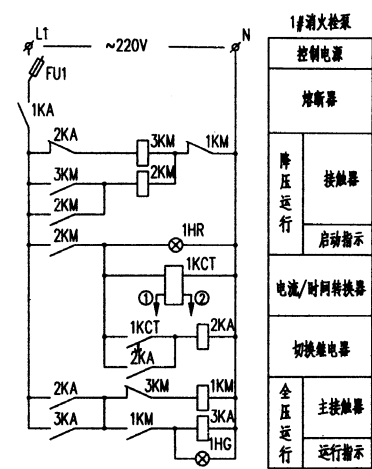 1#消火栓泵
L1 ~220V N
控制电源
FU1
熔断器
1KA
2KA 3KM 1KM
3KM 2KM
2KM
降压运行
接触器
2KM 1HR
启动指示
1KCT
① ②
电流/时间转换器
1KCT 2KA
2KA
切换继电器
2KA 3KM 1KM
全压运行
主接触器
3KA 1KM 3KA
1HG
运行指示